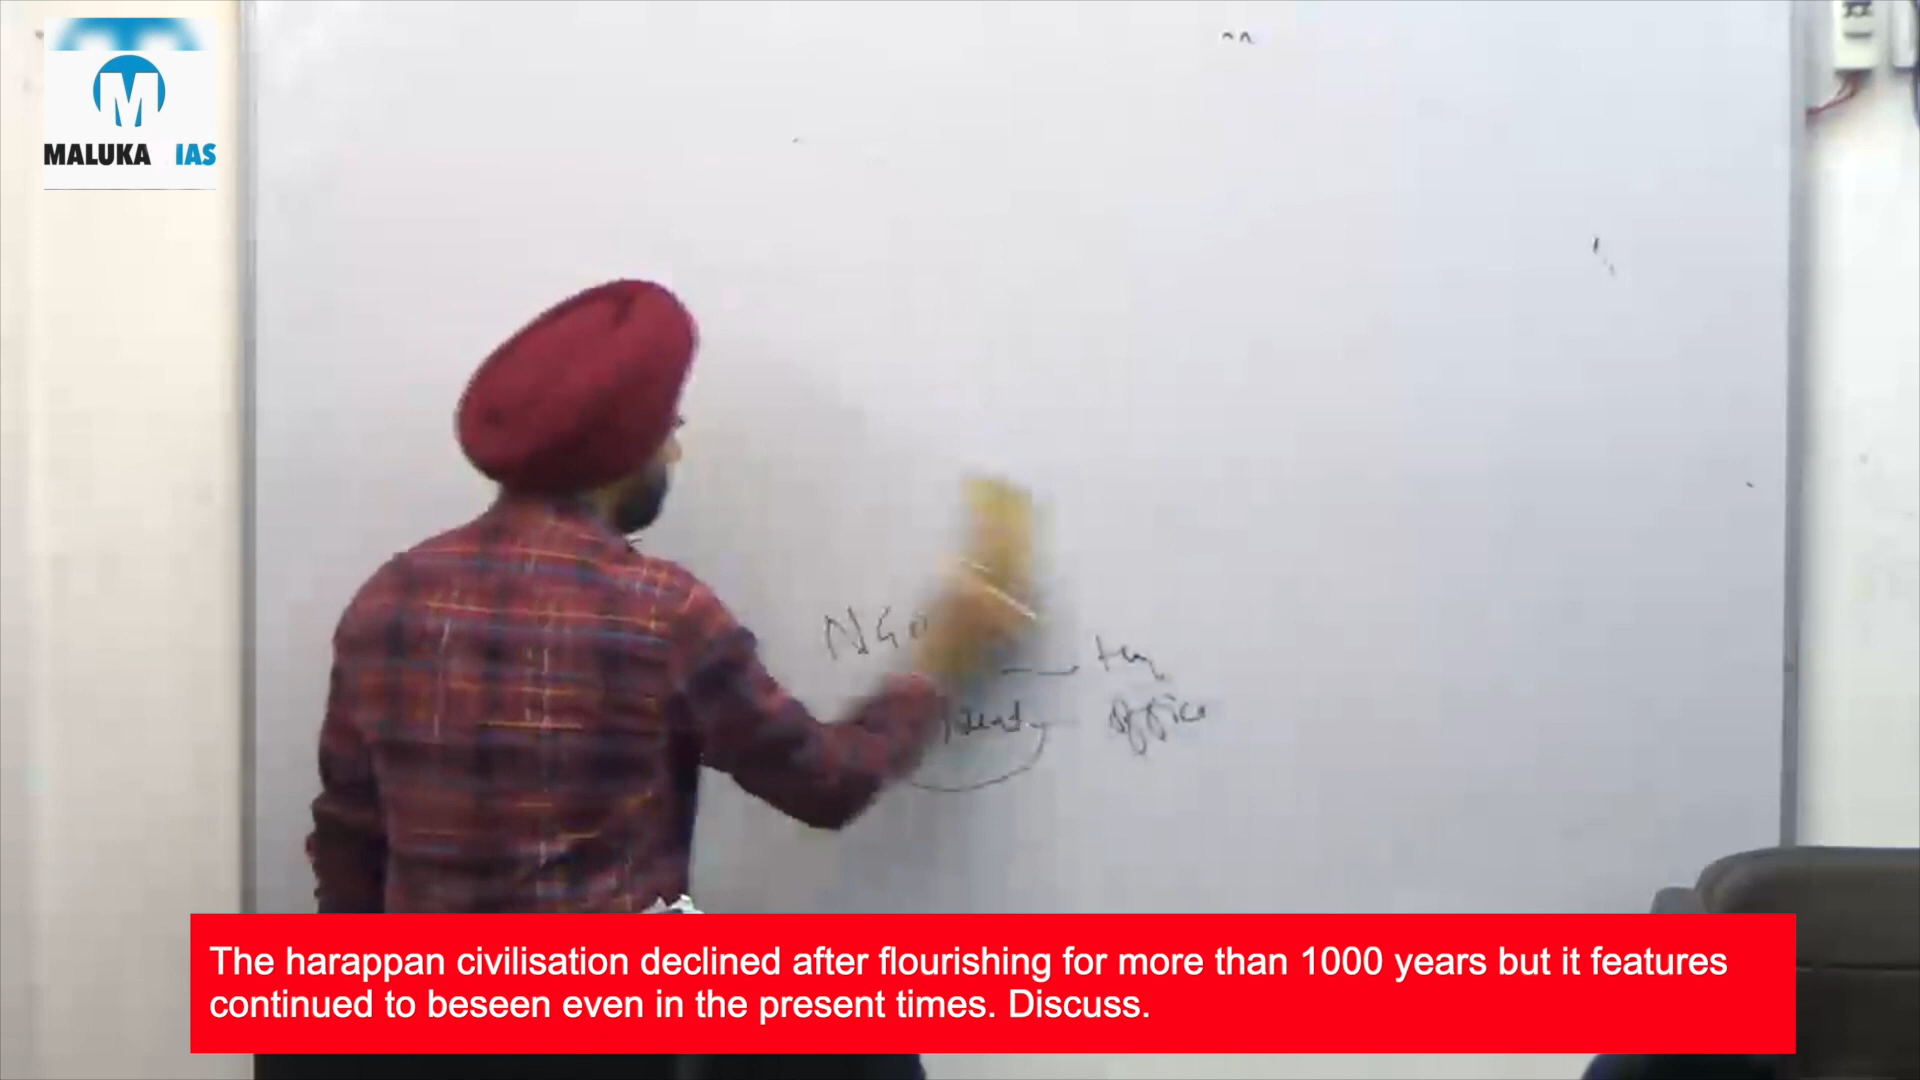 MALUKA IAS
office
The harappan civilisation declined after flourishing for more than 1000 years but it features
continued to beseen even in the present times. Discuss.